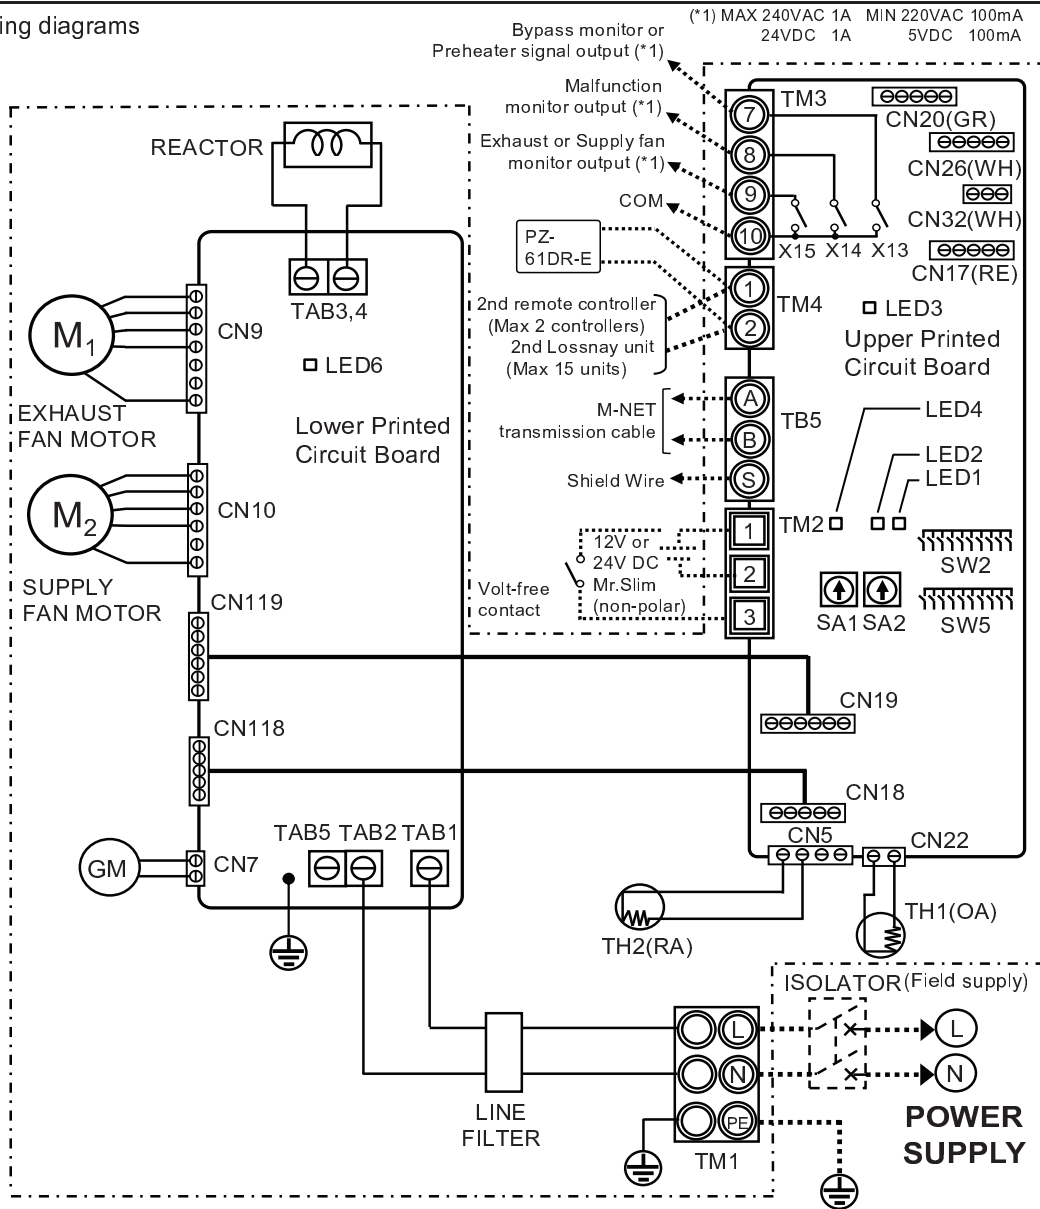 ing diagrams
(*1) MAX 240VAC 1A MIN 220VAC 100mA
24VDC 1A 5VDC 100mA
Bypass monitor or
Preheater signal output (*1)
Malfunction
monitor output (*1)
Exhaust or Supply fan
monitor output (*1)
COM
PZ-
61DR-E
2nd remote controller
(Max 2 controllers)
2nd Lossnay unit
(Max 15 units)
M-NET
transmission cable
Shield Wire
12V or
24V DC
Mr.Slim
(non-polar)
Volt-free
contact
7
8
9
10
TM3
X15 X14 X13
1
2
TM4
A
B
S
TB5
1
2
3
TM2
CN20(GR)
CN26(WH)
CN32(WH)
CN17(RE)
LED3
Upper Printed
Circuit Board
LED4
LED2
LED1
SW2
SA1 SA2 SW5
REACTOR
TAB3,4
LED6
Lower Printed
Circuit Board
M1
CN9
EXHAUST
FAN MOTOR
M2
CN10
SUPPLY
FAN MOTOR
CN119
CN19
CN118
CN18
CN5
CN22
TH2(RA)
TH1(OA)
GM
CN7
TAB5 TAB2 TAB1
LINE
FILTER
L
N
PE
TM1
ISOLATOR (Field supply)
L
N
POWER
SUPPLY